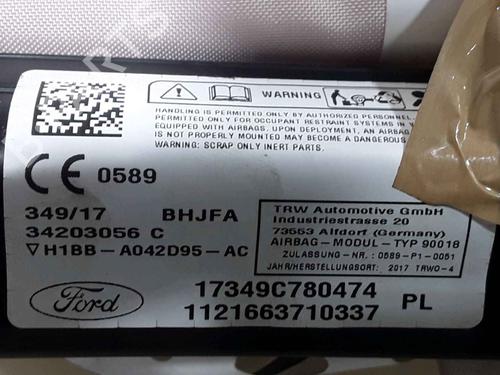 WARNING
HANDLING IS PERMITTED ONLY BY AUTHORIZED PERSONNEL.
PERMITTED ONLY FOR OCCUPANT RESTRAINT SYSTEMS IN
EQUIPPED WITH AIRBAGS. UPON DEPLOYMENT, AN AIRBAG
IS NOT PROPERLY MOUNTED MAY BECOME A DANGEROUS
WARNING: SCRAP ONLY INERT PARTS.
CE 0589
349/17 BHJFA
34203056 C
H1BB-A042D95-AC
TRW Automotive GmbH
Industriestrasse 20
73553 Alfdorf (Germany)
AIRBAG-MODUL-TYP 90018
ZULASSUNG-NR.: 0589-P1-0051
JAHR/HERSTELLUNGSORT: 2017 TRWO-4
Ford
17349C780474 PL
1121663710337